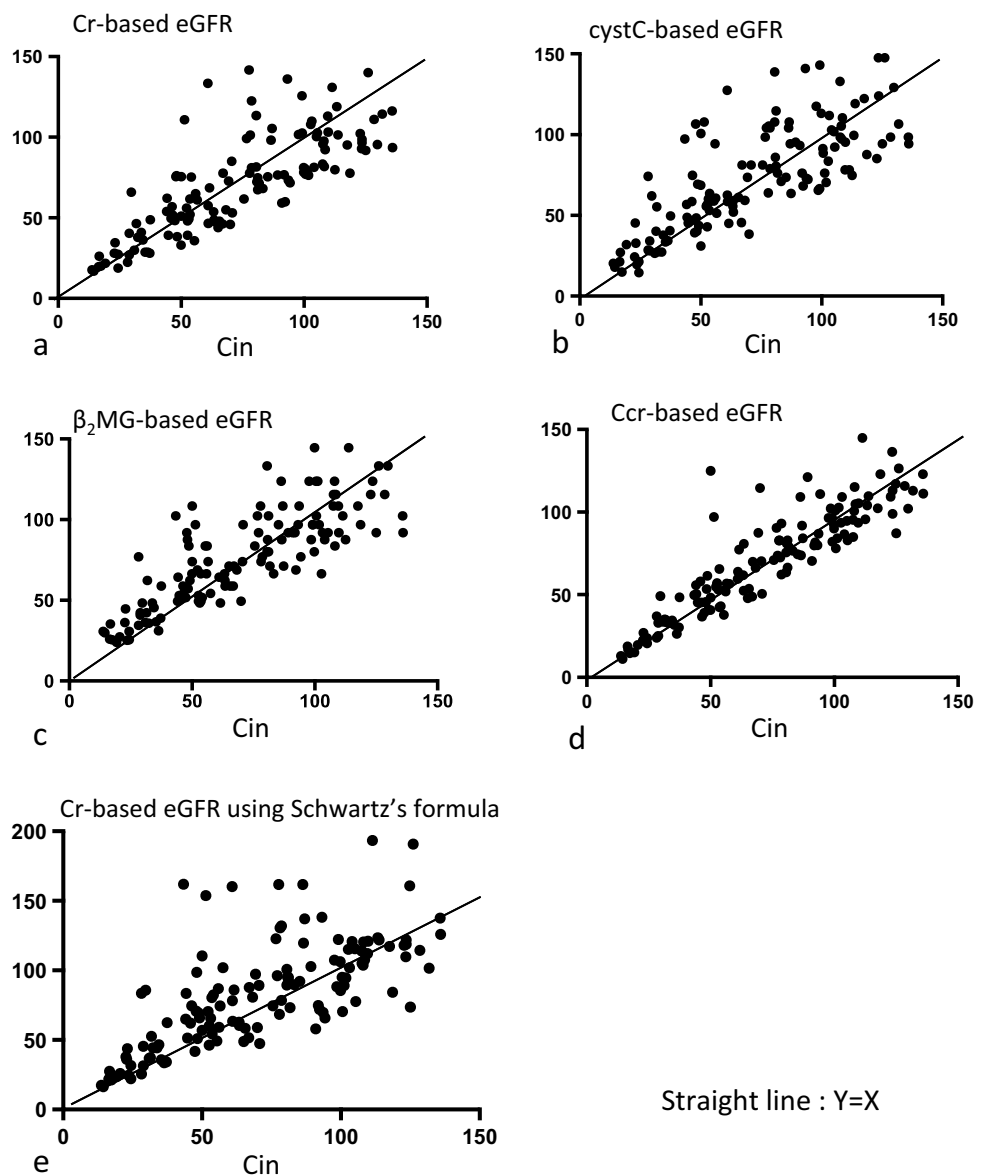 Cr-based eGFR
150
100
50
0
0 50 100 150
a
Cin
cystC-based eGFR
150
100
50
0
0 50 100 150
b
Cin
β₂MG-based eGFR
150
100
50
0
0 50 100 150
c
Cin
Ccr-based eGFR
150
100
50
0
0 50 100 150
d
Cin
Cr-based eGFR using Schwartz’s formula
200
150
100
50
0
0 50 100 150
e
Cin
Straight line : Y=X